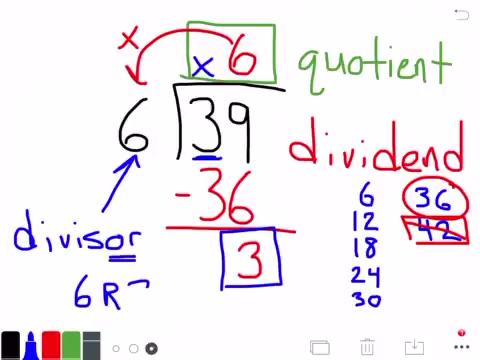 x
x 6 quotient
6 39
dividend
-36
6 36
12 42
divisor
18
3
24
6 R
30